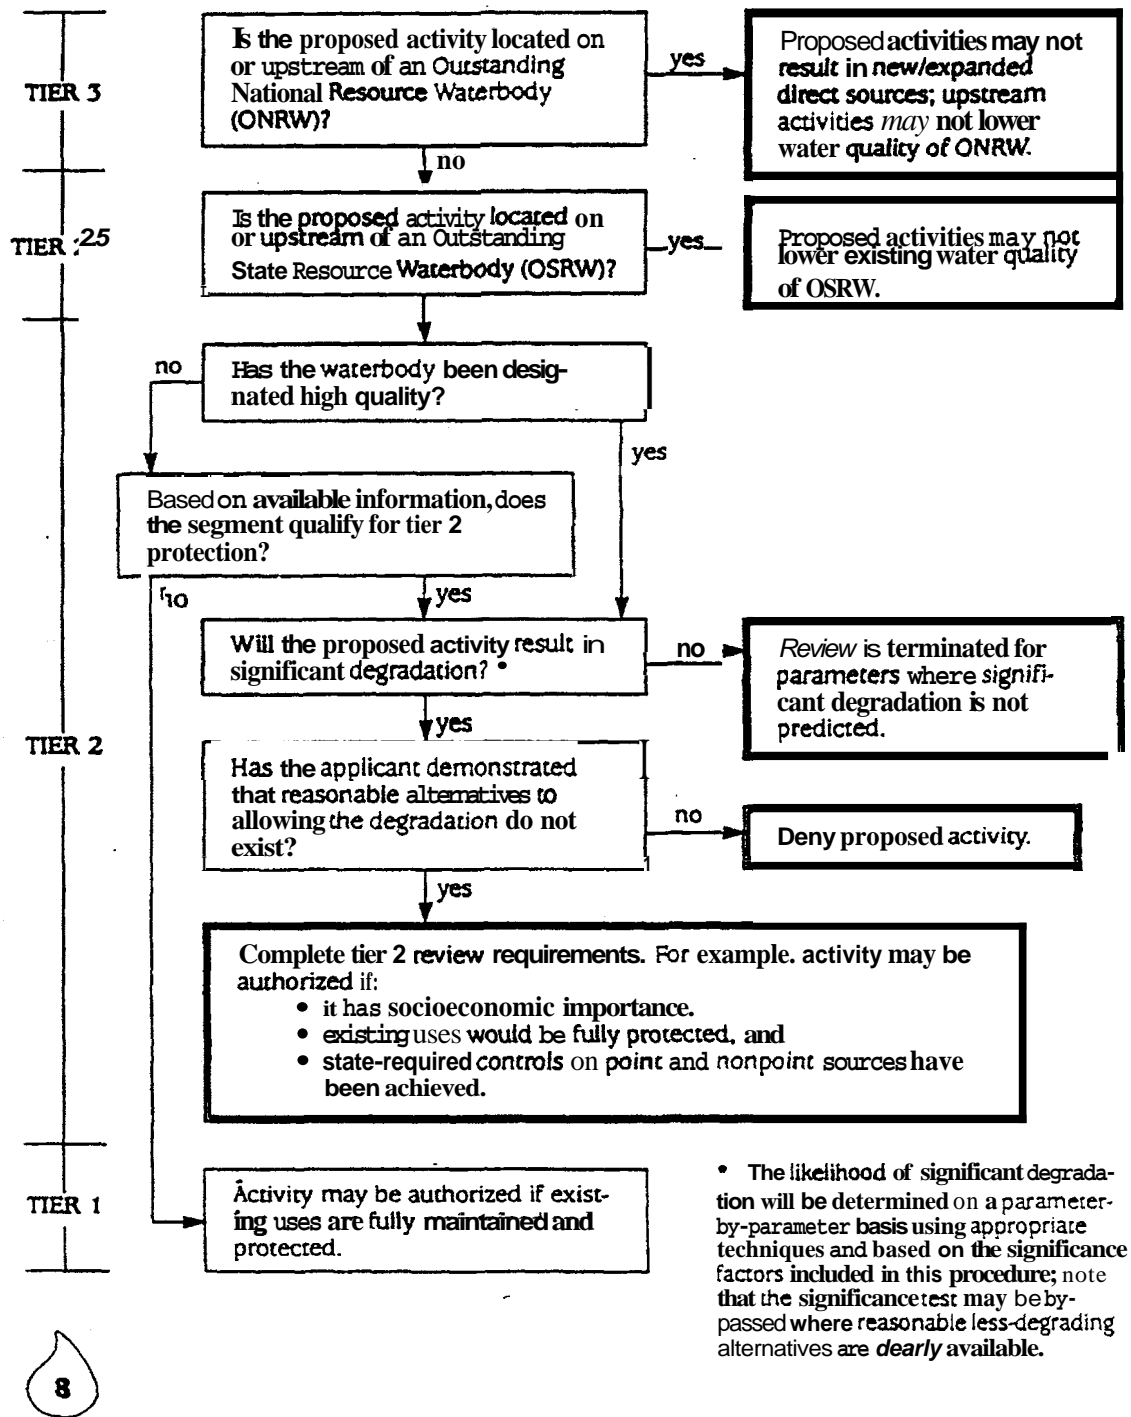 TIER 3
Is the proposed activity located on
or upstream of an Outstanding
National Resource Waterbody
(ONRW)?
yes
Proposed activities may not
result in new/expanded
direct sources; upstream
activities may not lower
water quality of ONRW.
no
TIER 2.5
Is the proposed activity located on
or upstream of an Outstanding
State Resource Waterbody (OSRW)?
yes
Proposed activities may not
lower existing water quality
of OSRW.
no
Has the waterbody been desig-
nated high quality?
yes
Based on available information, does
the segment qualify for tier 2
protection?
no
yes
Will the proposed activity result in
significant degradation? *
no
Review is terminated for
parameters where signifi-
cant degradation is not
predicted.
yes
TIER 2
Has the applicant demonstrated
that reasonable alternatives to
allowing the degradation do not
exist?
no
Deny proposed activity.
yes
Complete tier 2 review requirements. For example. activity may be
authorized if:
• it has socioeconomic importance.
• existing uses would be fully protected, and
• state-required controls on point and nonpoint sources have
been achieved.
TIER 1
Activity may be authorized if exist-
ing uses are fully maintained and
protected.
* The likelihood of significant degrada-
tion will be determined on a parameter-
by-parameter basis using appropriate
techniques and based on the significance
factors included in this procedure; note
that the significance test may be by-
passed where reasonable less-degrading
alternatives are dearly available.
8